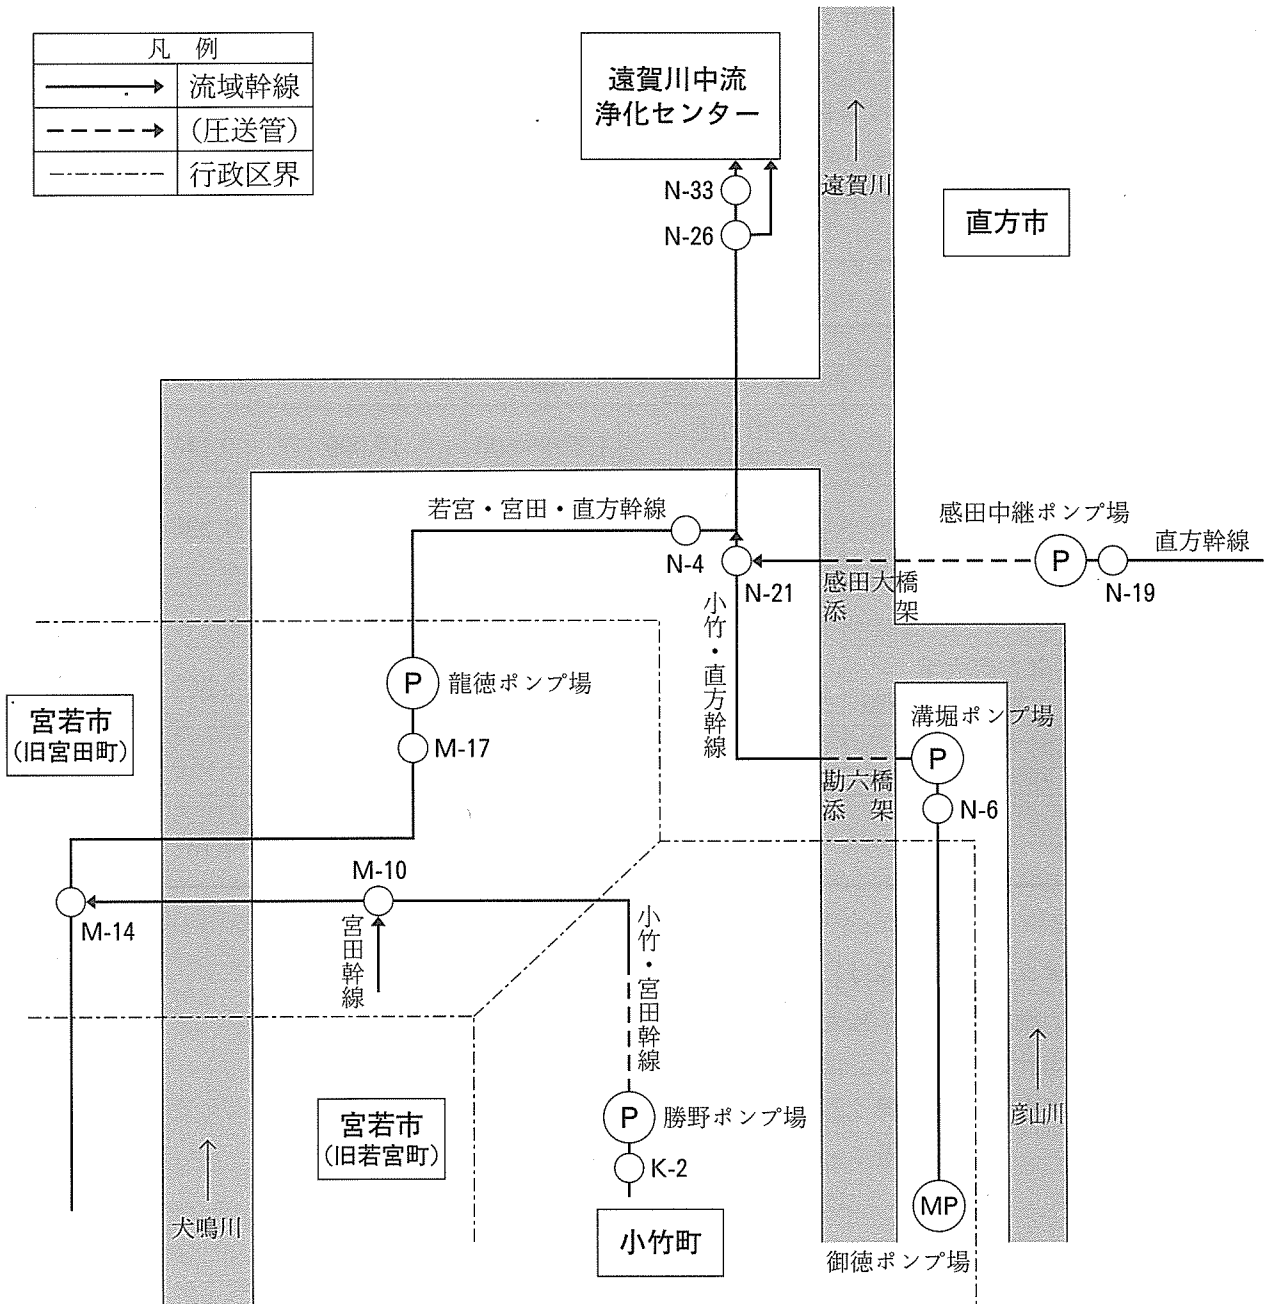 凡 例
流域幹線
(圧送管)
行政区界
遠賀川中流
浄化センター
N-33
N-26
遠賀川
直方市
若宮・宮田・直方幹線
N-4
N-21
感田中継ポンプ場
P
直方幹線
N-19
感田大橋
添 架
小竹・直方幹線
P
龍徳ポンプ場
M-17
宮若市
(旧宮田町)
溝堀ポンプ場
P
勘六橋
添 架
N-6
M-10
M-14
宮田幹線
小竹・宮田幹線
P
勝野ポンプ場
K-2
宮若市
(旧若宮町)
小竹町
犬鳴川
彦山川
MP
御徳ポンプ場